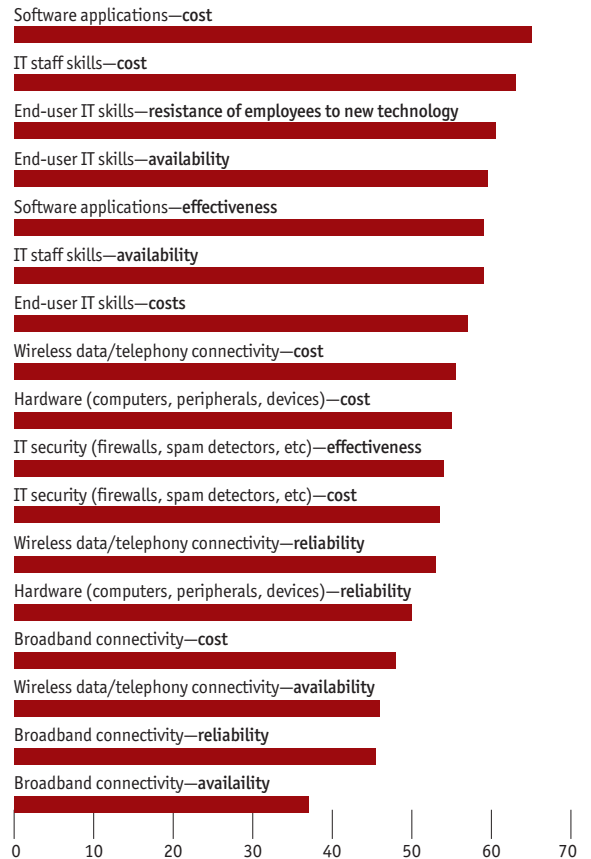 Software applications—cost
IT staff skills—cost
End-user IT skills—resistance of employees to new technology
End-user IT skills—availability
Software applications—effectiveness
IT staff skills—availability
End-user IT skills—costs
Wireless data/telephony connectivity—cost
Hardware (computers, peripherals, devices)—cost
IT security (firewalls, spam detectors, etc)—effectiveness
IT security (firewalls, spam detectors, etc)—cost
Wireless data/telephony connectivity—reliability
Hardware (computers, peripherals, devices)—reliability
Broadband connectivity—cost
Wireless data/telephony connectivity—availability
Broadband connectivity—reliability
Broadband connectivity—availaility
0 10 20 30 40 50 60 70